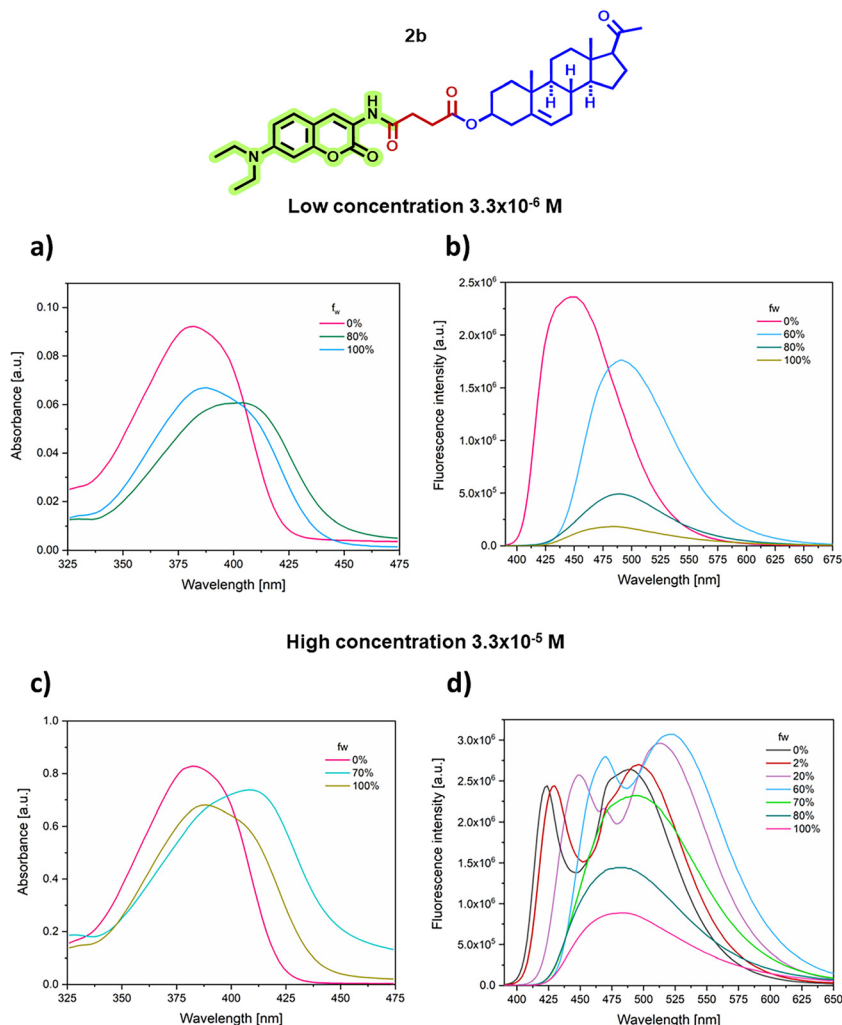 2b
O
H
H
H
H
N
O
O
O
N
O
O
Low concentration 3.3x10⁻⁶ M
a)
b)
0.10
0.08
0.06
0.04
0.02
0.00
Absorbance [a.u.]
325
350
375
400
425
450
475
Wavelength [nm]
fw
0%
80%
100%
2.5x10⁶
2.0x10⁶
1.5x10⁶
1.0x10⁶
5.0x10⁵
0.0
Fluorescence intensity [a.u.]
400 425 450 475 500 525 550 575 600 625 650 675
Wavelength [nm]
fw
0%
60%
80%
100%
High concentration 3.3x10⁻⁵ M
c)
d)
1.0
0.8
0.6
0.4
0.2
0.0
Absorbance [a.u.]
325
350
375
400
425
450
475
Wavelength [nm]
fw
0%
70%
100%
3.0x10⁶
2.5x10⁶
2.0x10⁶
1.5x10⁶
1.0x10⁶
5.0x10⁵
0.0
Fluorescence intensity [a.u.]
400 425 450 475 500 525 550 575 600 625 650
Wavelength [nm]
fw
0%
2%
20%
60%
70%
80%
100%